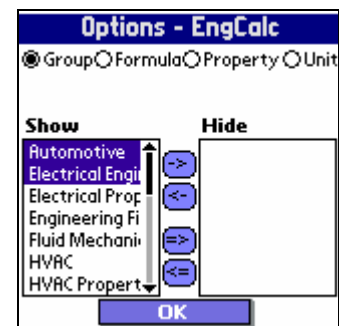 Options - EngCalc
Group Formula Property Unit
Show Hide
Automotive
Electrical Engi
Electrical Prop
Engineering Fi
Fluid Mechani
HVAC
HVAC Propert
->
<-
=>
<=
OK